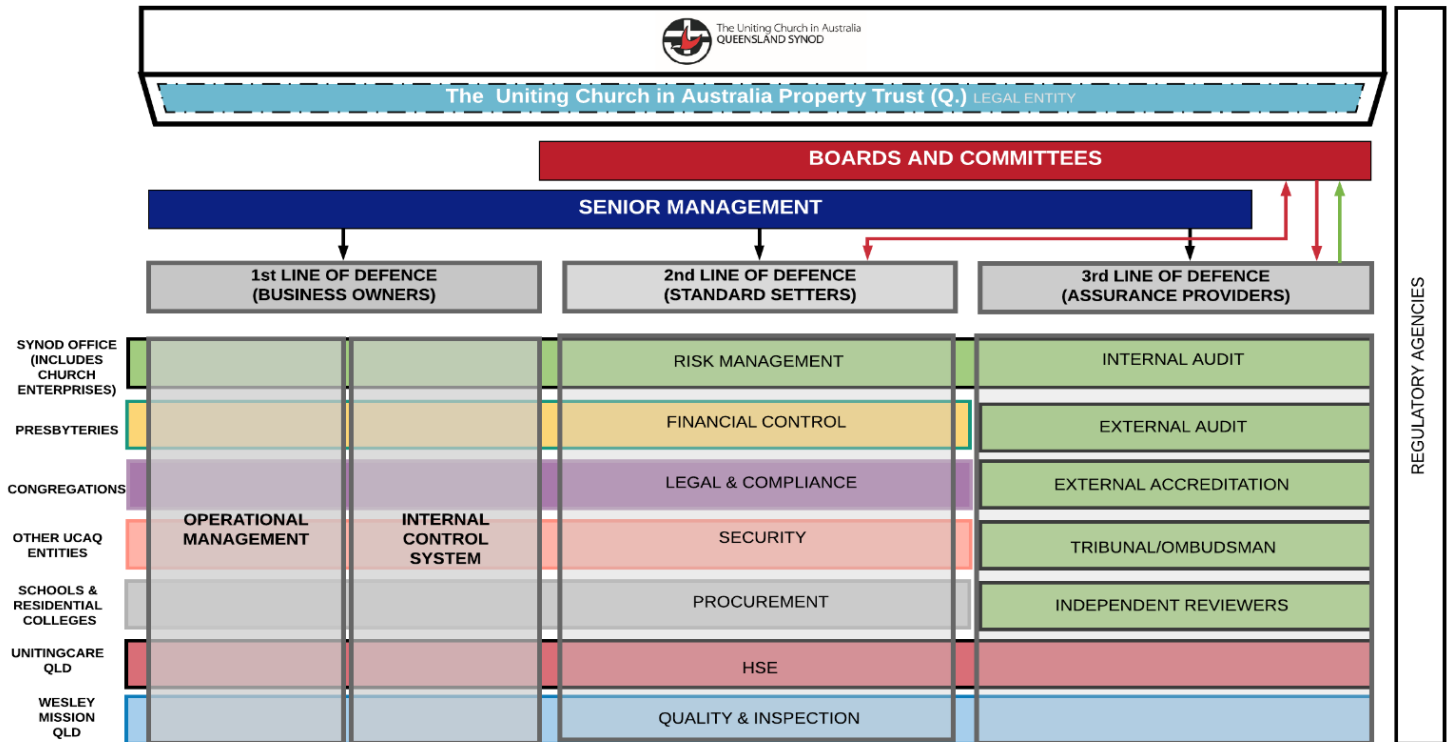 The Uniting Church in Australia
QUEENSLAND SYNOD
The Uniting Church in Australia Property Trust (Q.) LEGAL ENTITY
BOARDS AND COMMITTEES
SENIOR MANAGEMENT
1st LINE OF DEFENCE
(BUSINESS OWNERS)
2nd LINE OF DEFENCE
(STANDARD SETTERS)
3rd LINE OF DEFENCE
(ASSURANCE PROVIDERS)
SYNOD OFFICE
(INCLUDES
CHURCH
ENTERPRISES)
RISK MANAGEMENT
INTERNAL AUDIT
PRESBYTERIES
FINANCIAL CONTROL
EXTERNAL AUDIT
CONGREGATIONS
LEGAL & COMPLIANCE
EXTERNAL ACCREDITATION
OPERATIONAL
MANAGEMENT
INTERNAL
CONTROL
SYSTEM
OTHER UCAQ
ENTITIES
SECURITY
TRIBUNAL/OMBUDSMAN
SCHOOLS &
RESIDENTIAL
COLLEGES
PROCUREMENT
INDEPENDENT REVIEWERS
UNITINGCARE
QLD
HSE
WESLEY
MISSION
QLD
QUALITY & INSPECTION
REGULATORY AGENCIES